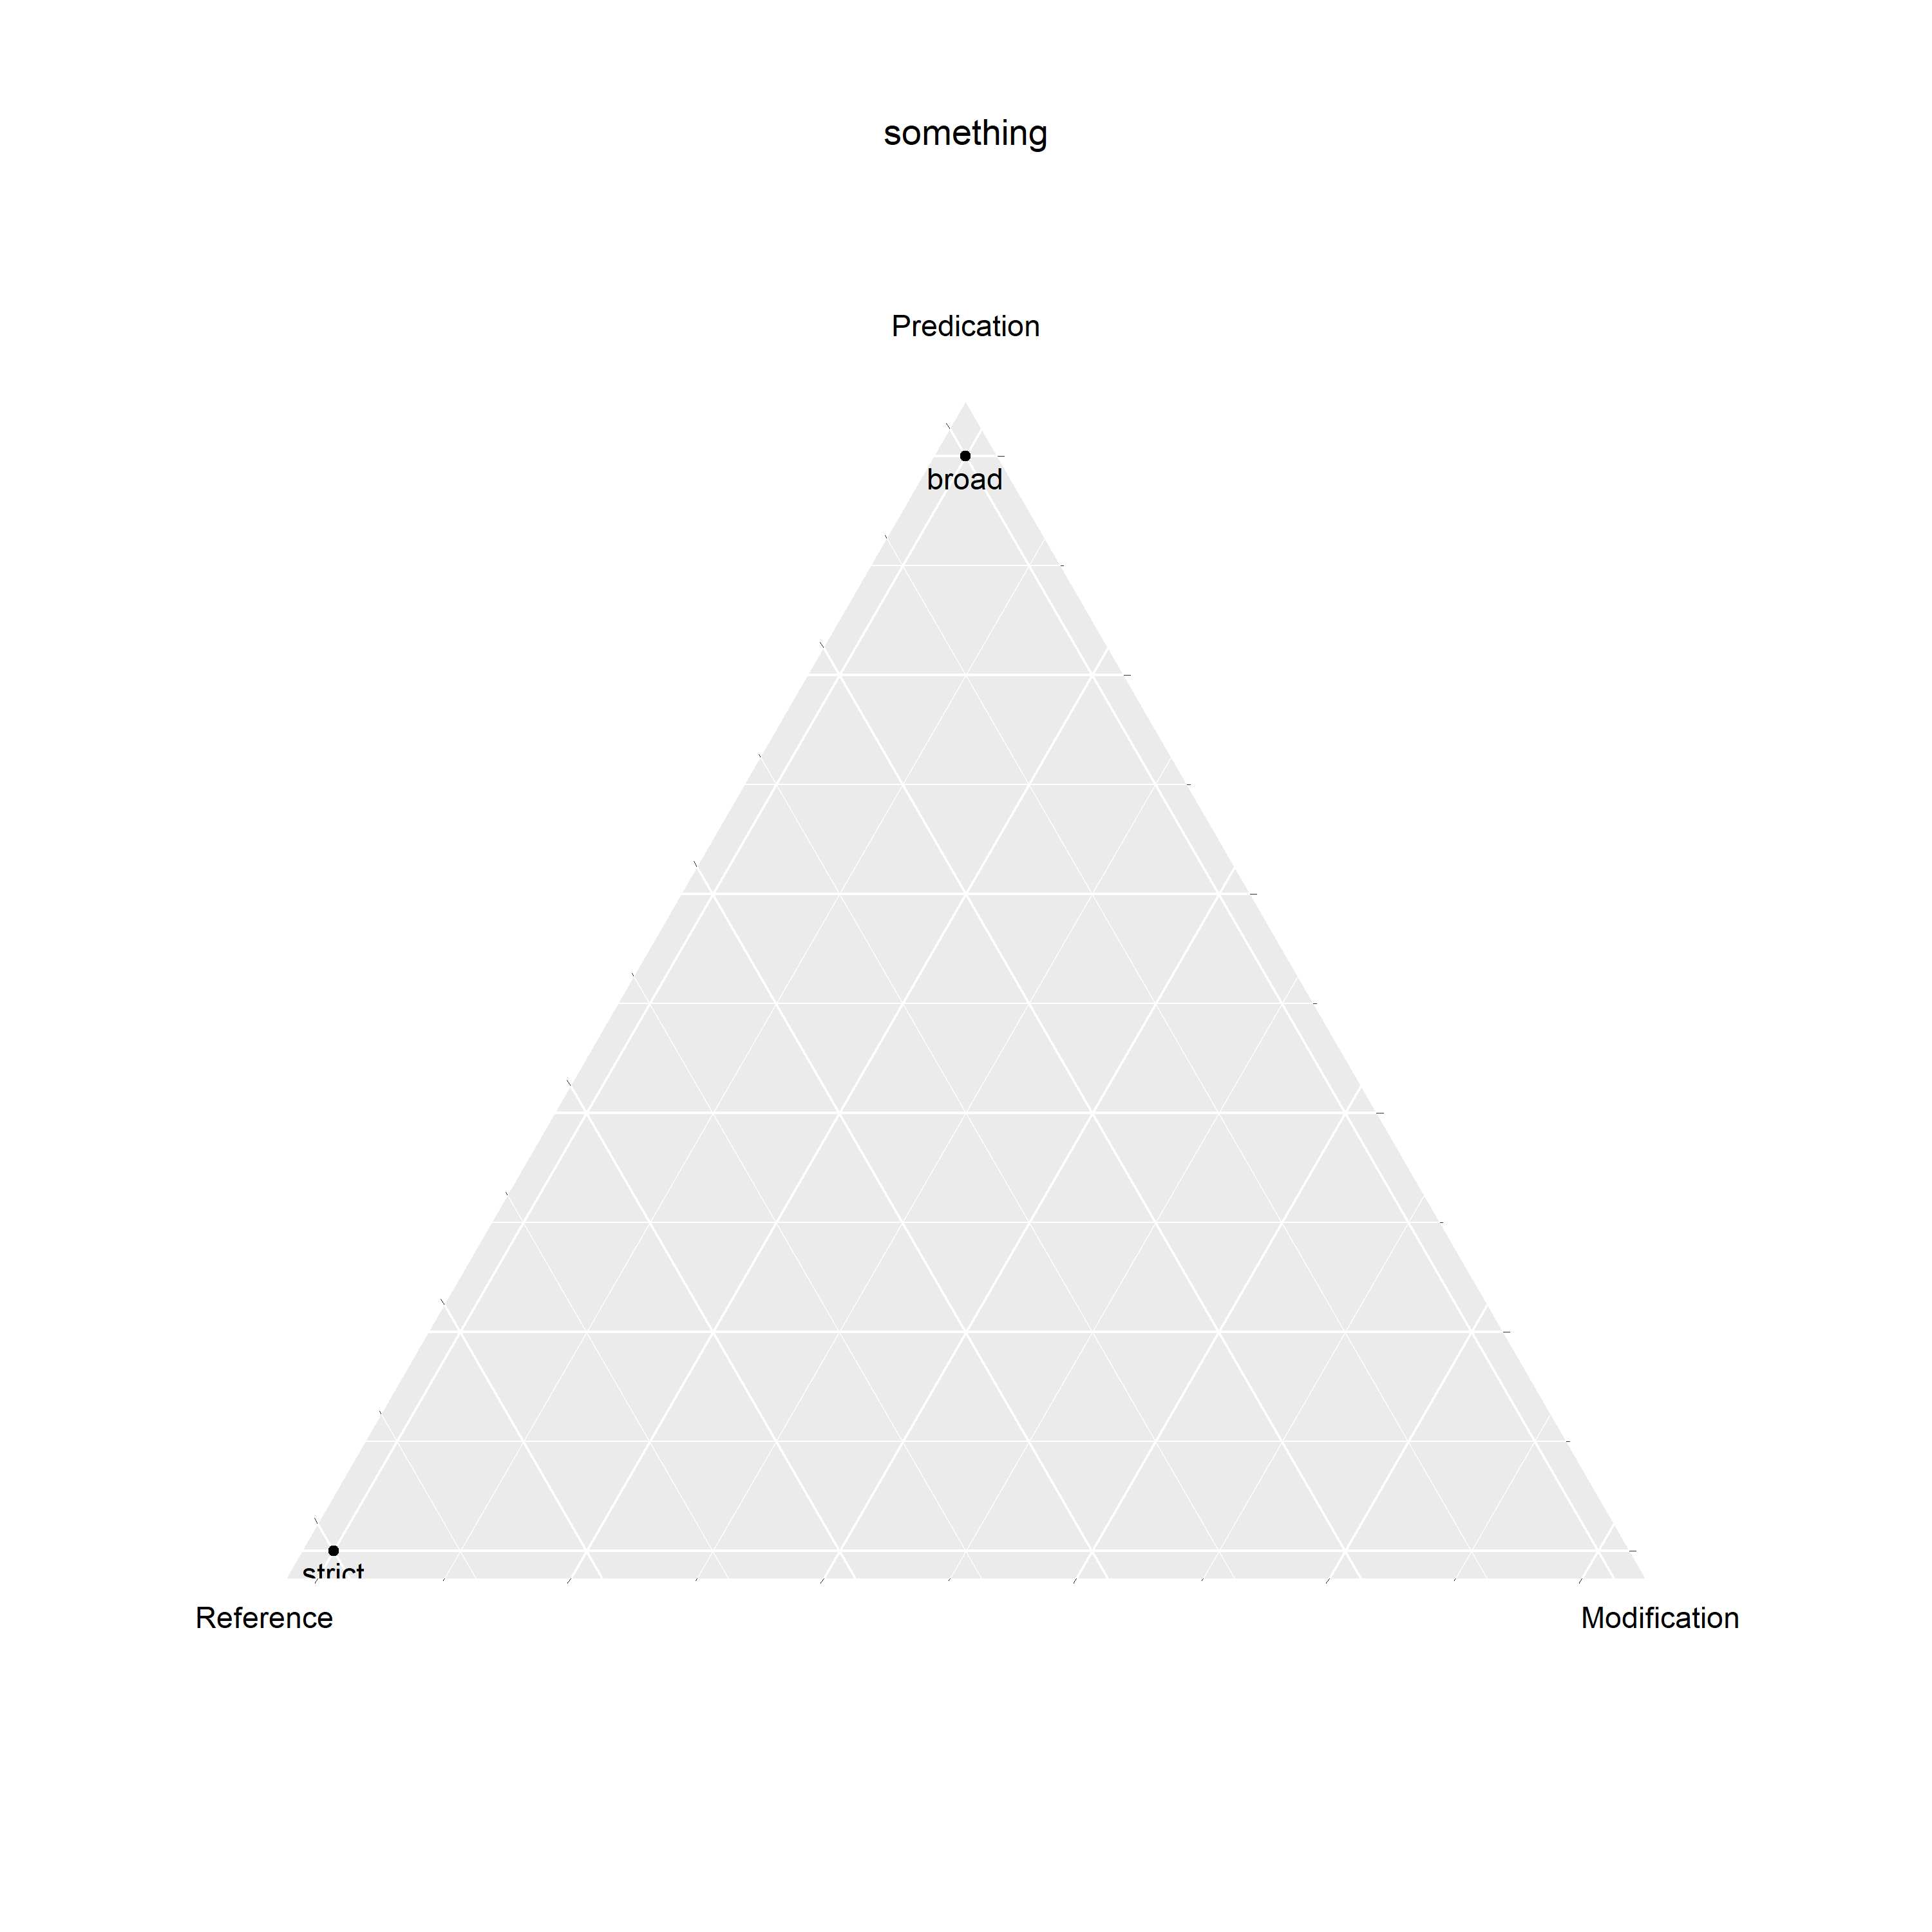 something
Predication
broad
strict
Reference
Modification